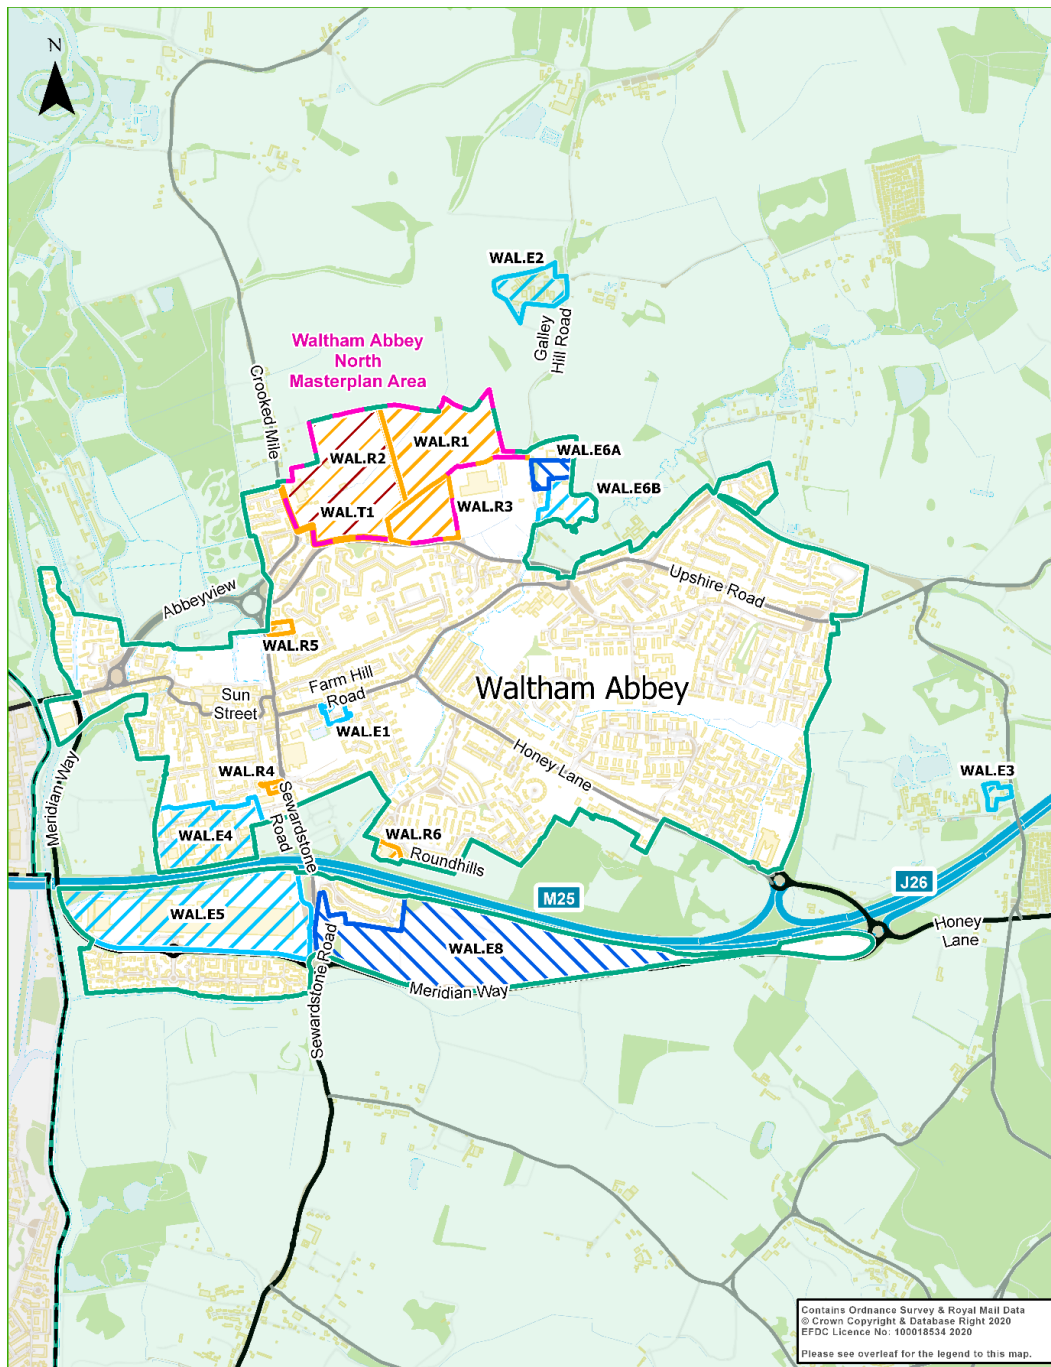 N
WAL.E2
Galley
Hill Road
Waltham Abbey
North
Masterplan Area
Crooked Mile
WAL.R1
WAL.R2
WAL.E6A
WAL.E6B
WAL.T1
WAL.R3
Upshire Road
Abbeyview
WAL.R5
Farm Hill
Road
Sun
Street
Waltham Abbey
WAL.E1
Honey Lane
Meridian Way
WAL.R4
WAL.E3
Sewardstone
Road
WAL.E4
WAL.R6
Roundhills
J26
M25
WAL.E5
Honey
Lane
WAL.E8
Sewardstone Road
Meridian Way
Contains Ordnance Survey & Royal Mail Data
© Crown Copyright & Database Right 2020
EFDC Licence No: 100018534 2020
Please see overleaf for the legend to this map.